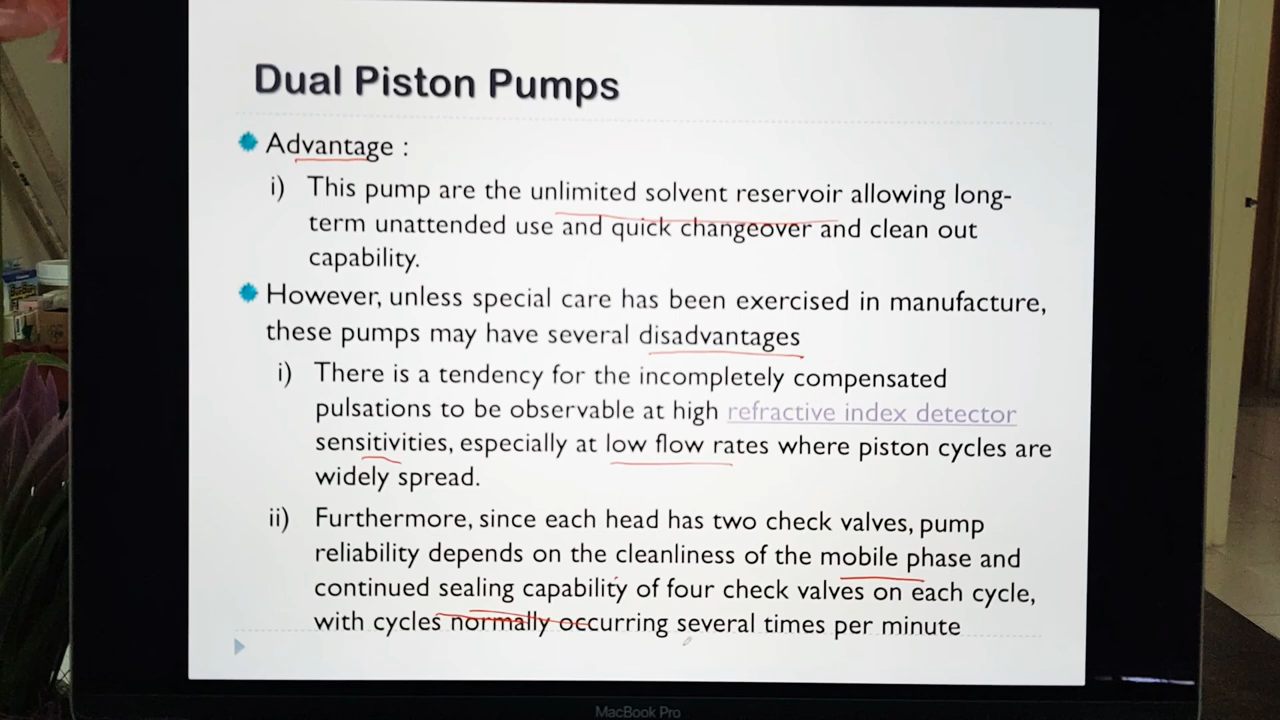 Dual Piston Pumps
Advantage :
i) This pump are the unlimited solvent reservoir allowing long-
term unattended use and quick changeover and clean out
capability.
However, unless special care has been exercised in manufacture,
these pumps may have several disadvantages
i) There is a tendency for the incompletely compensated
pulsations to be observable at high refractive index detector
sensitivities, especially at low flow rates where piston cycles are
widely spread.
ii) Furthermore, since each head has two check valves, pump
reliability depends on the cleanliness of the mobile phase and
continued sealing capability of four check valves on each cycle,
with cycles normally occurring several times per minute
MacBook Pro